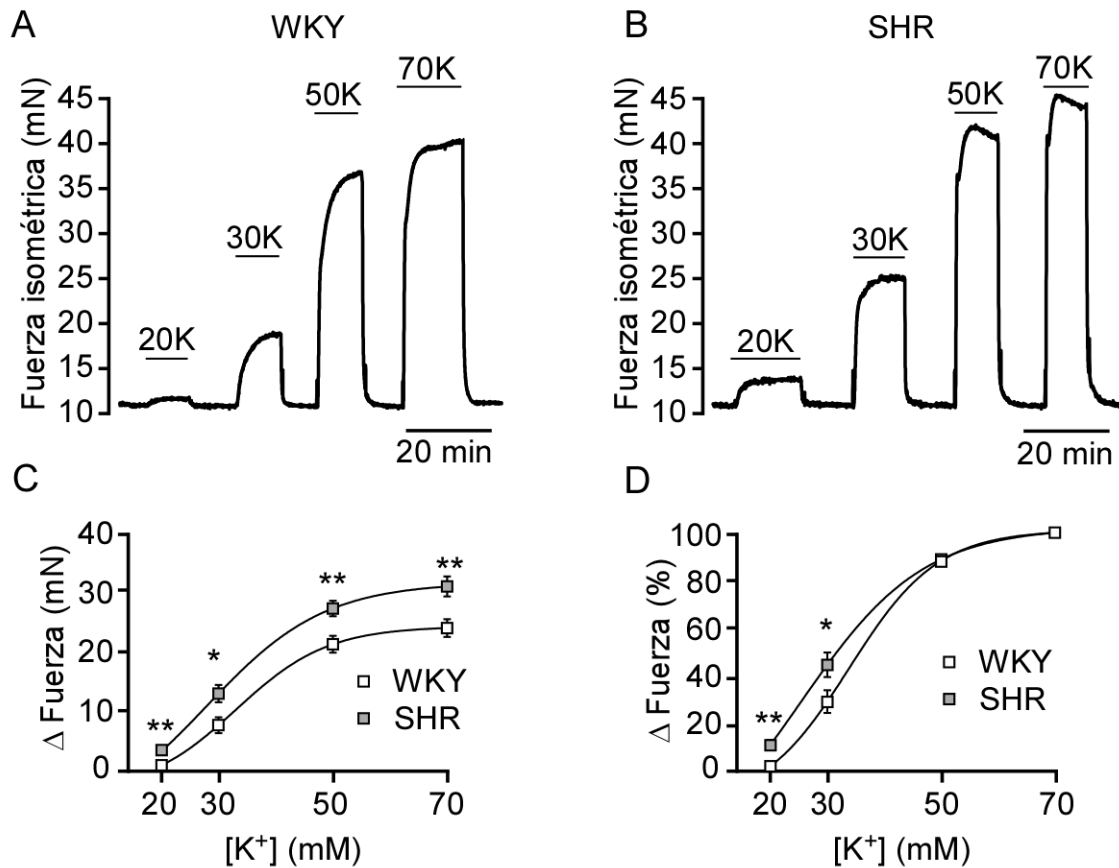 A
WKY
Fuerza isométrica (mN)
45
40
35
30
25
20
15
10
20K
30K
50K
70K
20 min
B
SHR
Fuerza isométrica (mN)
45
40
35
30
25
20
15
10
20K
30K
50K
70K
20 min
C
Δ Fuerza (mN)
40
30
20
10
0
**
*
**
**
WKY
SHR
20
30
50
70
[K⁺] (mM)
D
Δ Fuerza (%)
100
80
60
40
20
0
**
*
WKY
SHR
20
30
50
70
[K⁺] (mM)